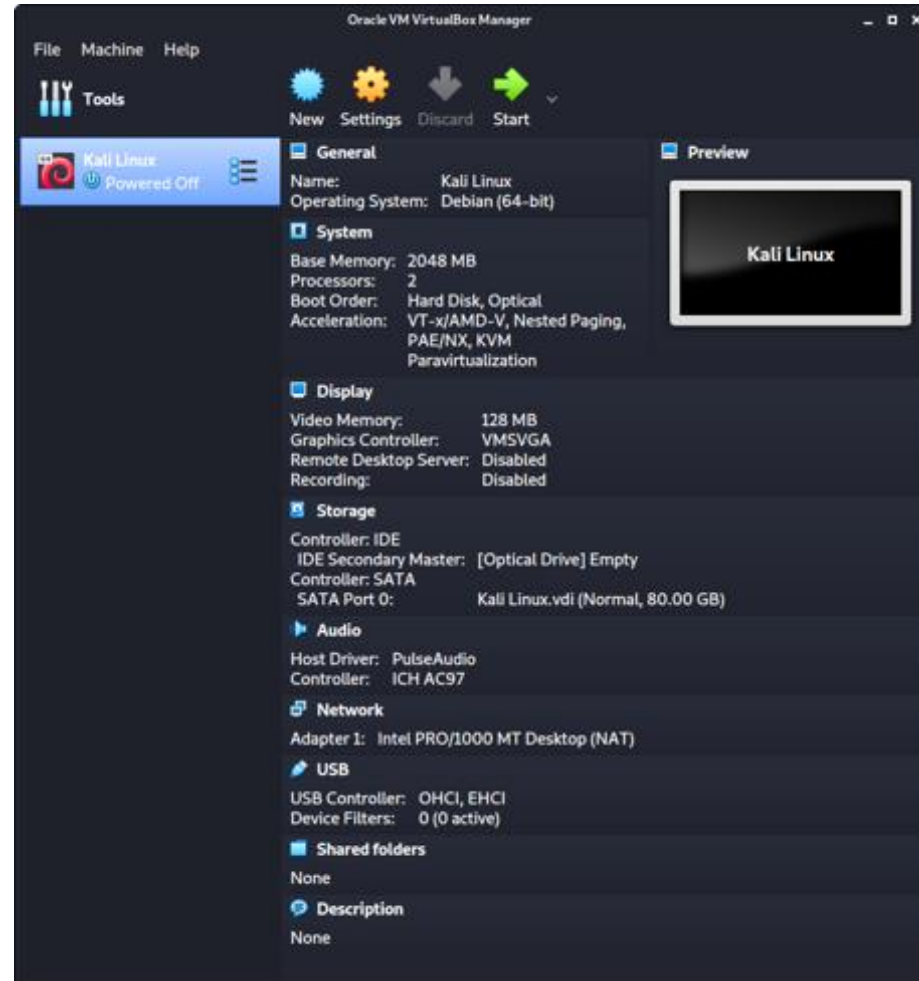 Oracle VM VirtualBox Manager
File Machine Help
Tools
New Settings Discard Start
Kali Linux
Powered Off
General
Name: Kali Linux
Operating System: Debian (64-bit)
System
Base Memory: 2048 MB
Processors: 2
Boot Order: Hard Disk, Optical
Acceleration: VT-x/AMD-V, Nested Paging,
PAE/NX, KVM
Paravirtualization
Preview
Kali Linux
Display
Video Memory: 128 MB
Graphics Controller: VMSVGA
Remote Desktop Server: Disabled
Recording: Disabled
Storage
Controller: IDE
IDE Secondary Master: [Optical Drive] Empty
Controller: SATA
SATA Port 0: Kali Linux.vdi (Normal, 80.00 GB)
Audio
Host Driver: PulseAudio
Controller: ICH AC97
Network
Adapter 1: Intel PRO/1000 MT Desktop (NAT)
USB
USB Controller: OHCI, EHCI
Device Filters: 0 (0 active)
Shared folders
None
Description
None